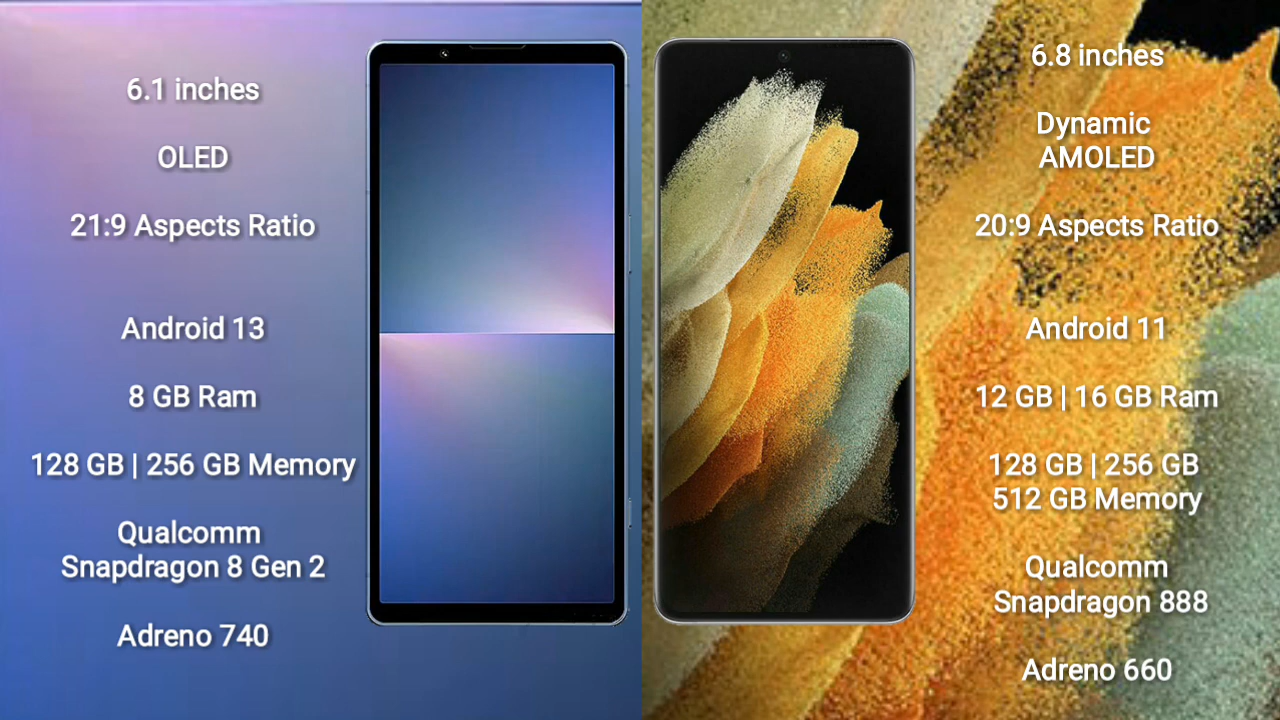 6.1 inches
OLED
21:9 Aspects Ratio
Android 13
8 GB Ram
128 GB | 256 GB Memory
Qualcomm
Snapdragon 8 Gen 2
Adreno 740
6.8 inches
Dynamic
AMOLED
20:9 Aspects Ratio
Android 11
12 GB | 16 GB Ram
128 GB | 256 GB
512 GB Memory
Qualcomm
Snapdragon 888
Adreno 660